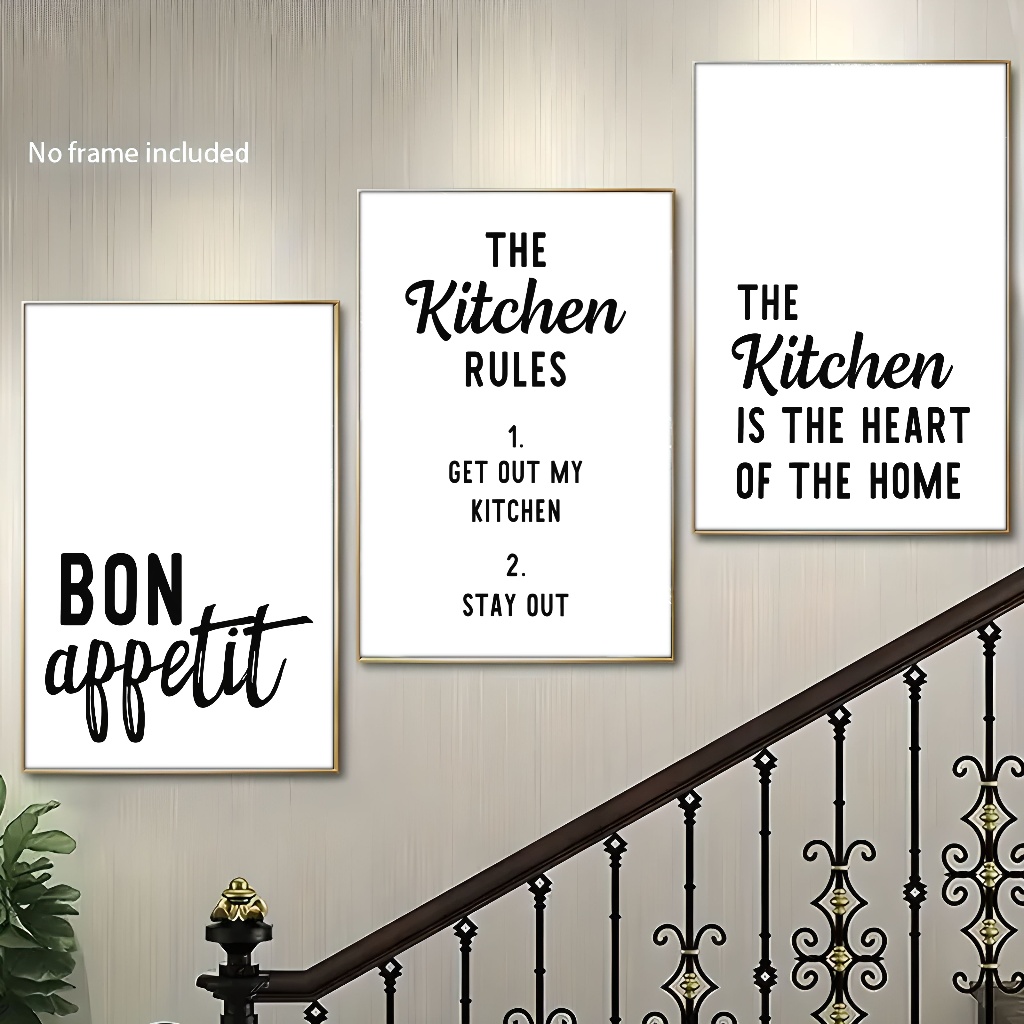 No frame included
BON
appetit
THE
Kitchen
RULES
1.
GET OUT MY
KITCHEN
2.
STAY OUT
THE
Kitchen
IS THE HEART
OF THE HOME